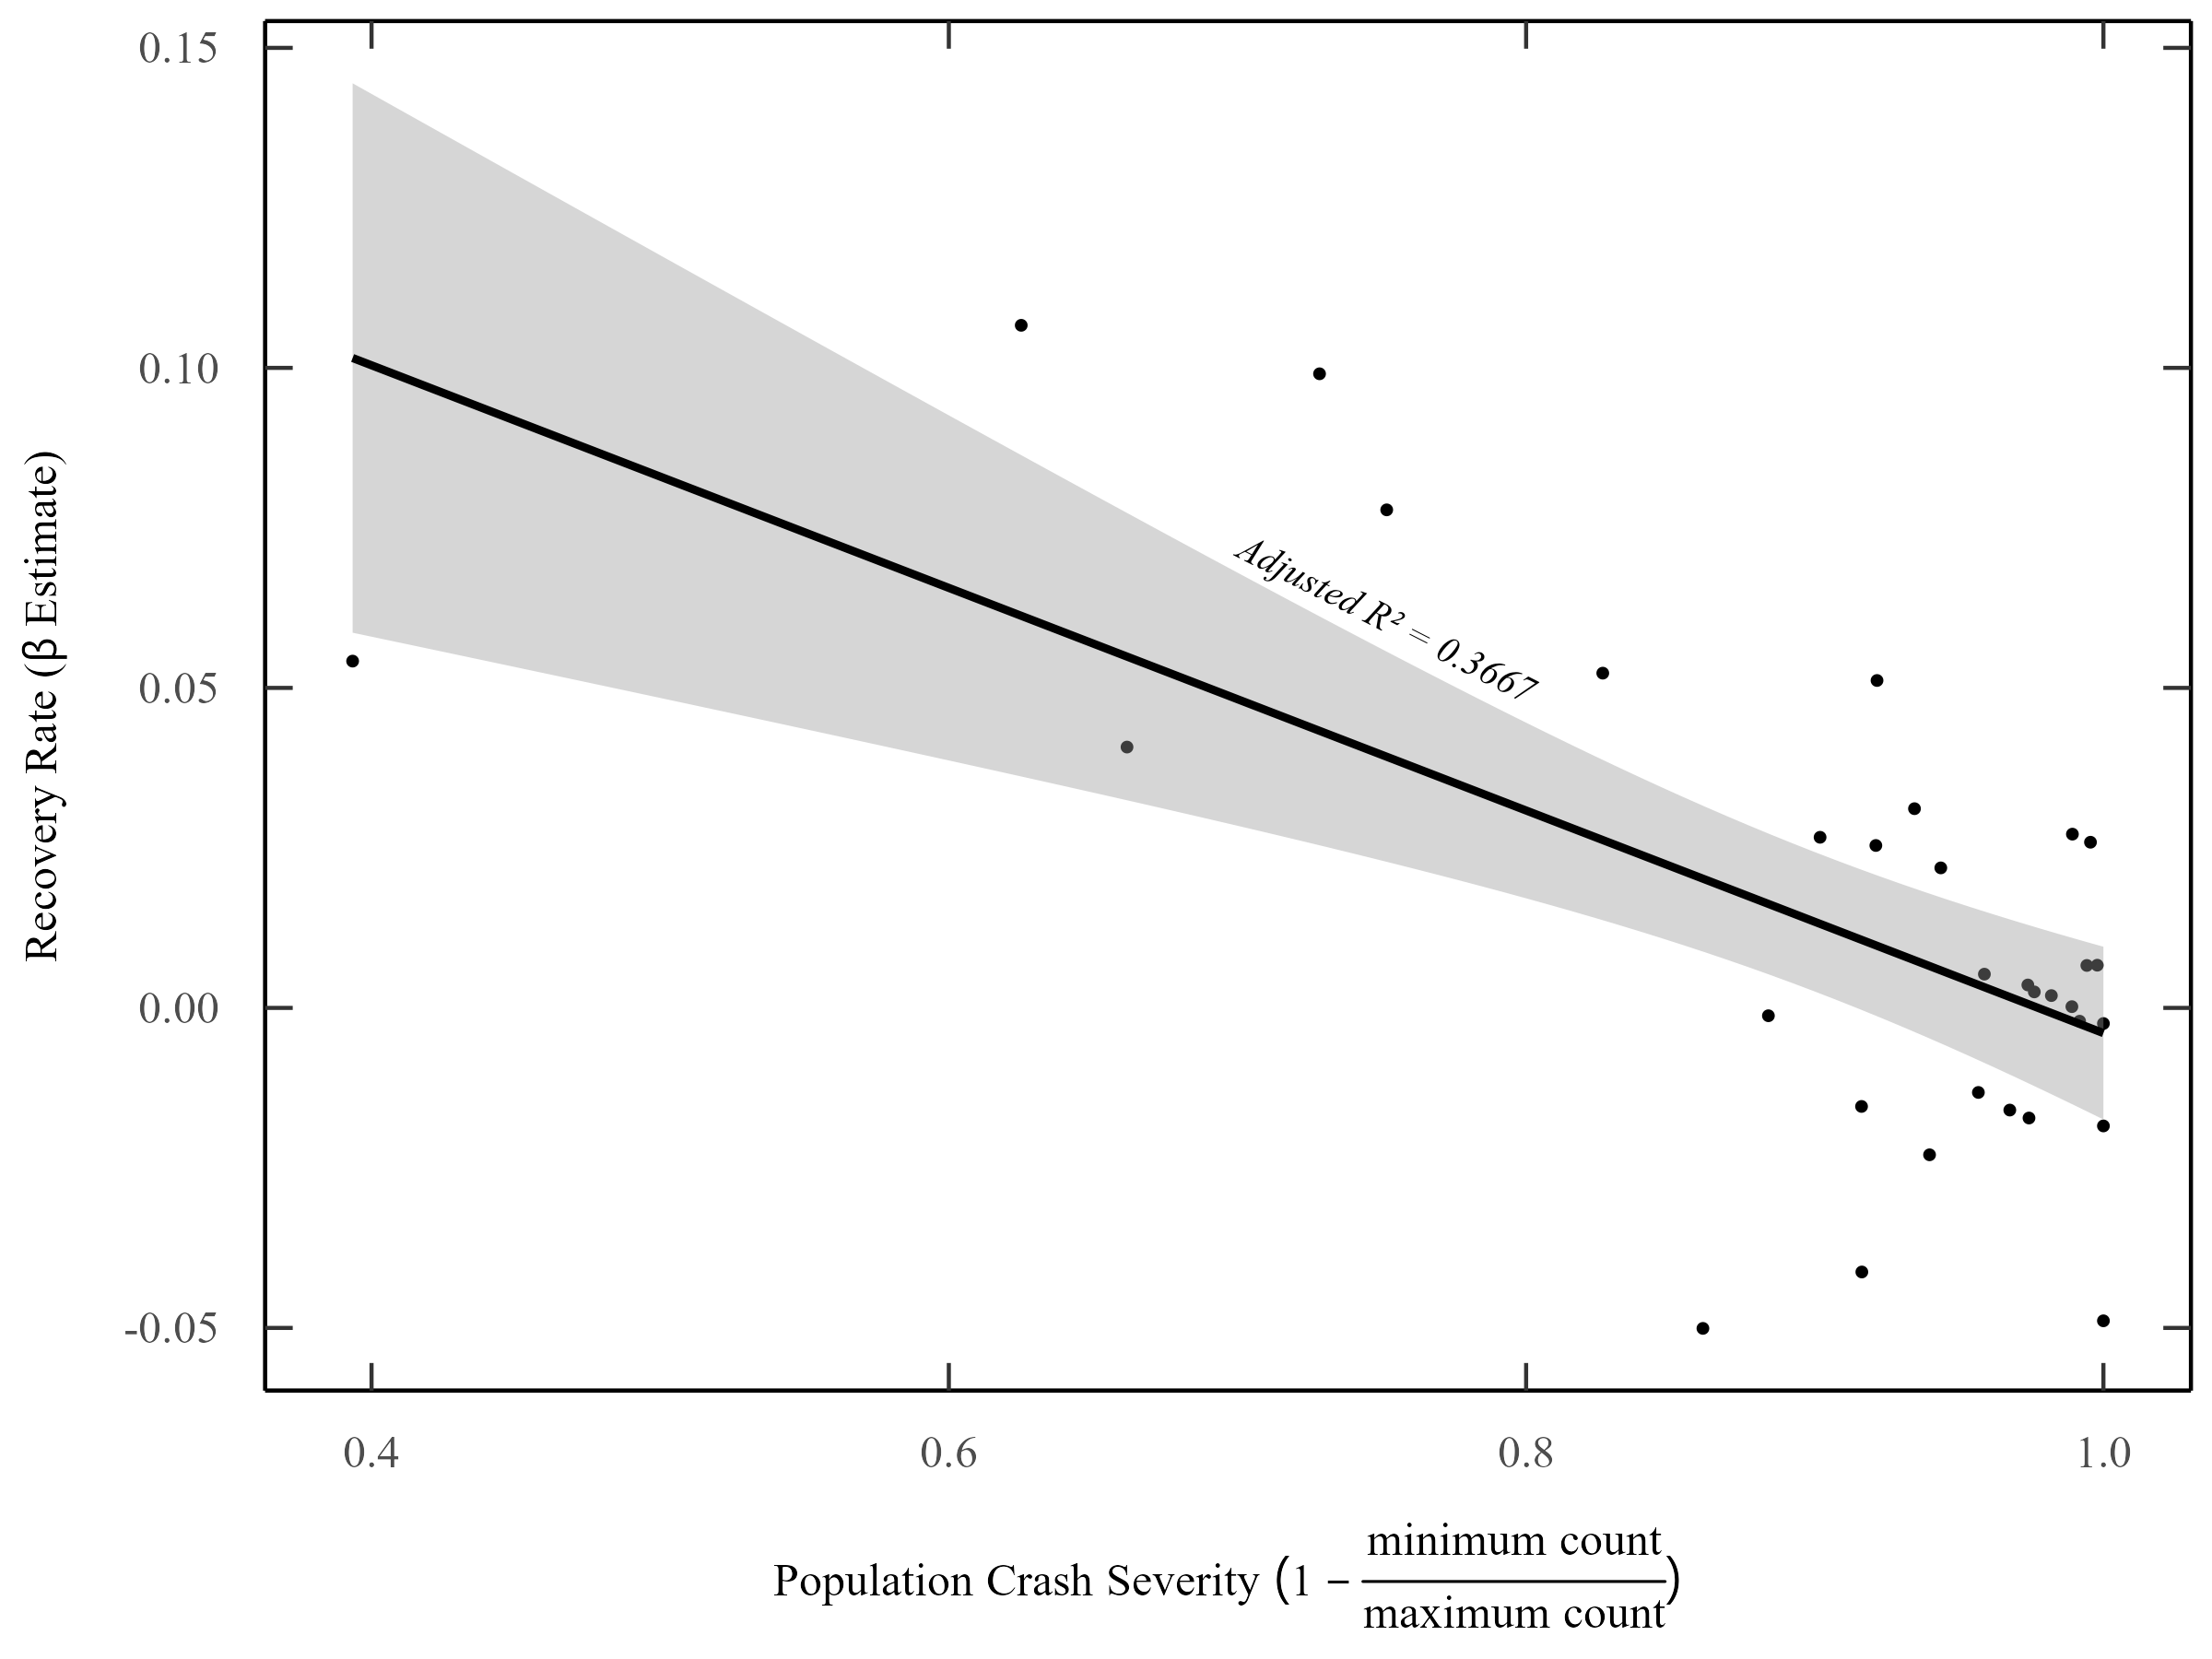 0.15
0.10
0.05
0.00
-0.05
Recovery Rate (β Estimate)
Adjusted R² = 0.3667
0.4 0.6 0.8 1.0
minimum count
Population Crash Severity (1 – )
maximum count